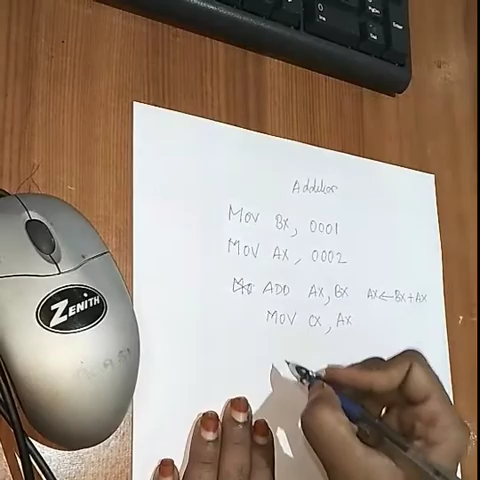 Addition
MOV BX, 0001
MOV AX, 0002
ADD AX, BX AX←BX+AX
MOV CX, AX
ZENITH